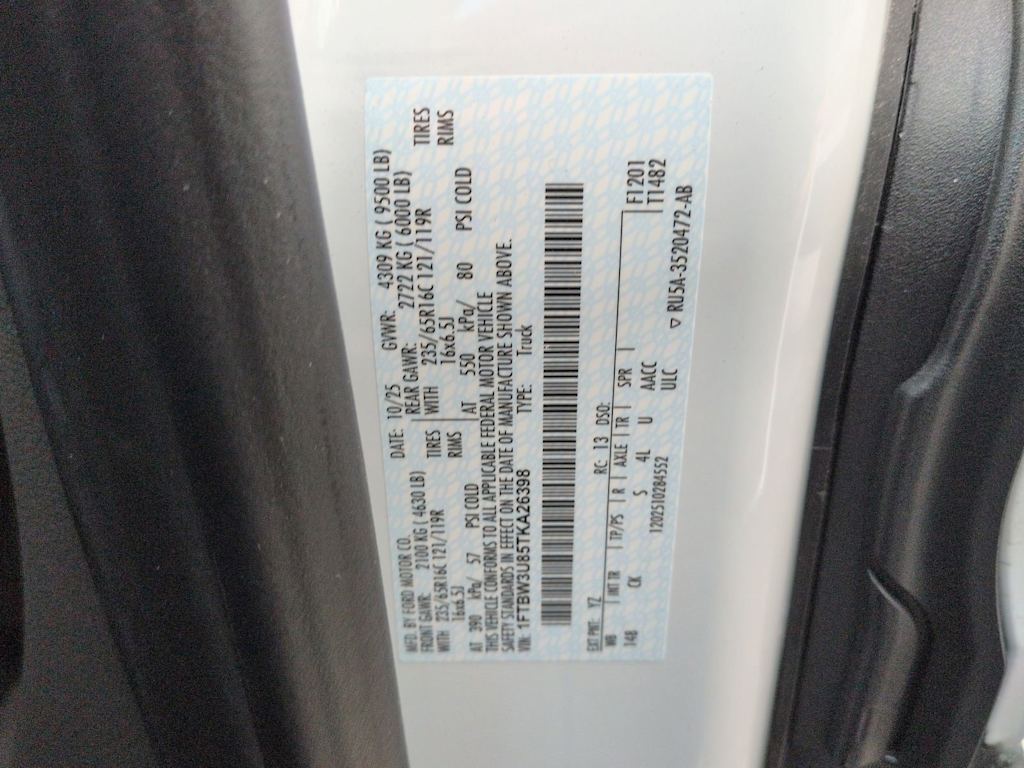 MFD. BY FORD MOTOR CO. DATE: 10/25 GVWR: 4309 KG ( 9500 LB)
FRONT GAWR: 2100 KG ( 4630 LB) REAR GAWR: 2722 KG ( 6000 LB)
WITH 235/65R16C 121/119R TIRES WITH 235/65R16C 121/119R TIRES
16x6.5J RIMS 16x6.5J RIMS
AT 390 kPa/ 57 PSI COLD AT 550 kPa/ 80 PSI COLD
THIS VEHICLE CONFORMS TO ALL APPLICABLE FEDERAL MOTOR VEHICLE
SAFETY STANDARDS IN EFFECT ON THE DATE OF MANUFACTURE SHOWN ABOVE.
VIN: 1FTBW3U85TKA26398 TYPE: Truck
EXT PNT: YZ RC: 13 DSO:
WB INT TR TP/PS R AXLE TR SPR F1201
148 CK S 4L U AACC T1482
ULC
1202510284552 ▽ RU5A-3520472-AB